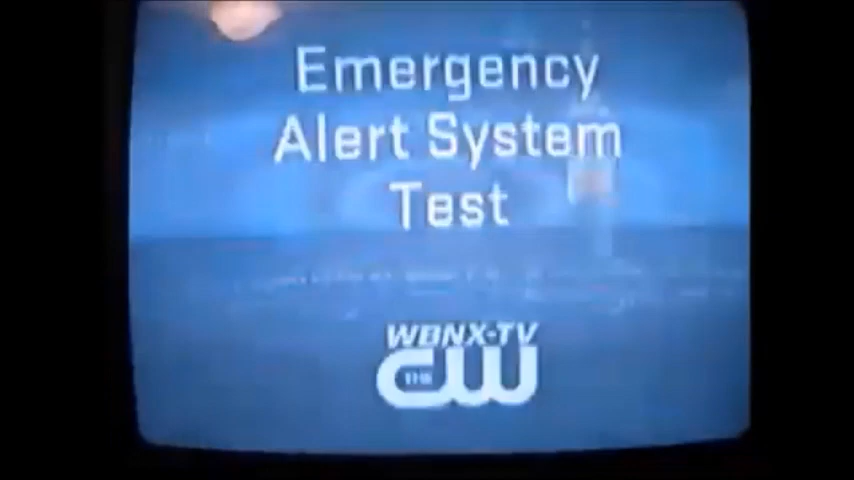 Emergency
Alert System
Test
WBNX-TV
THE CW